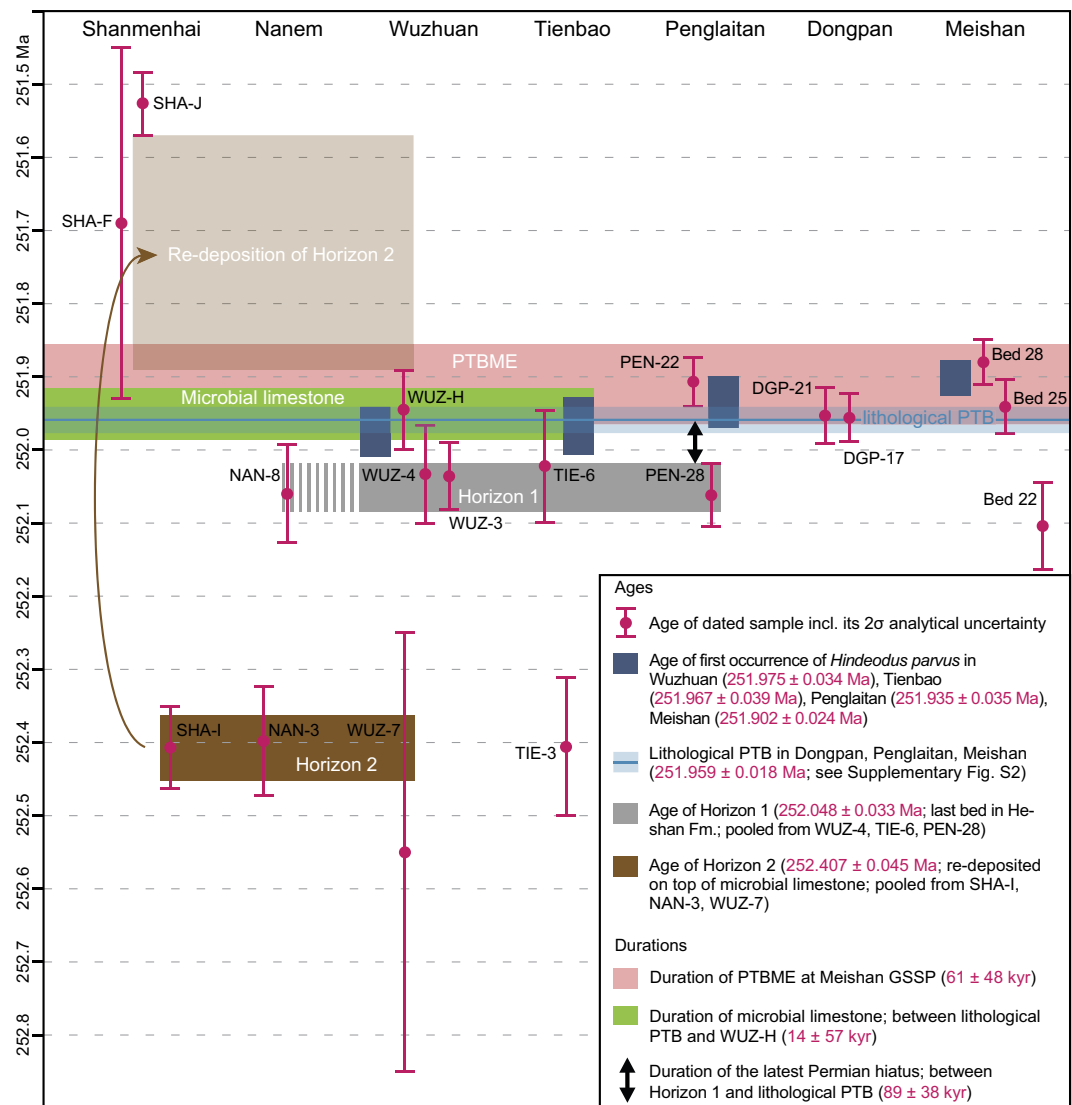 Shanmenhai Nanem Wuzhuan Tienbao Penglaitan Dongpan Meishan
251.5 Ma
251.6
251.7
251.8
251.9
252.0
252.1
252.2
252.3
252.4
252.5
252.6
252.7
252.8
SHA-J
SHA-F
Re-deposition of Horizon 2
PTBME
PEN-22
Bed 28
DGP-21
Microbial limestone
WUZ-H
Bed 25
lithological PTB
DGP-17
NAN-8
WUZ-4
TIE-6
PEN-28
Horizon 1
WUZ-3
Bed 22
SHA-I
NAN-3
WUZ-7
Horizon 2
TIE-3
Ages
Age of dated sample incl. its 2σ analytical uncertainty
Age of first occurrence of Hindeodus parvus in
Wuzhuan (251.975 ± 0.034 Ma), Tienbao
(251.967 ± 0.039 Ma), Penglaitan (251.935 ± 0.035 Ma),
Meishan (251.902 ± 0.024 Ma)
Lithological PTB in Dongpan, Penglaitan, Meishan
(251.959 ± 0.018 Ma; see Supplementary Fig. S2)
Age of Horizon 1 (252.048 ± 0.033 Ma; last bed in He-
shan Fm.; pooled from WUZ-4, TIE-6, PEN-28)
Age of Horizon 2 (252.407 ± 0.045 Ma; re-deposited
on top of microbial limestone; pooled from SHA-I,
NAN-3, WUZ-7)
Durations
Duration of PTBME at Meishan GSSP (61 ± 48 kyr)
Duration of microbial limestone; between lithological
PTB and WUZ-H (14 ± 57 kyr)
Duration of the latest Permian hiatus; between
Horizon 1 and lithological PTB (89 ± 38 kyr)